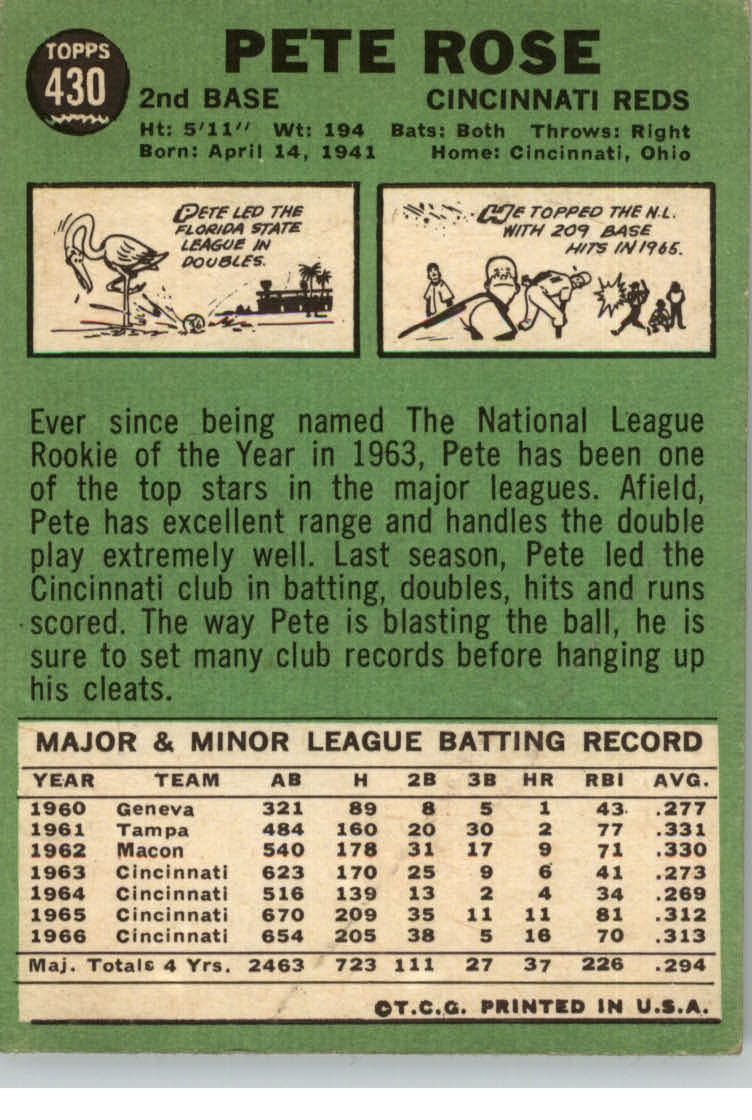 TOPPS
430
PETE ROSE
2nd BASE CINCINNATI REDS
Ht: 5'11" Wt: 194 Bats: Both Throws: Right
Born: April 14, 1941 Home: Cincinnati, Ohio
PETE LED THE
FLORIDA STATE
LEAGUE IN
DOUBLES.
HE TOPPED THE N.L.
WITH 209 BASE
HITS IN 1965.
Ever since being named The National League
Rookie of the Year in 1963, Pete has been one
of the top stars in the major leagues. Afield,
Pete has excellent range and handles the double
play extremely well. Last season, Pete led the
Cincinnati club in batting, doubles, hits and runs
scored. The way Pete is blasting the ball, he is
sure to set many club records before hanging up
his cleats.
MAJOR & MINOR LEAGUE BATTING RECORD
YEAR TEAM AB H 2B 3B HR RBI AVG.
1960 Geneva 321 89 8 5 1 43 .277
1961 Tampa 484 160 20 30 2 77 .331
1962 Macon 540 178 31 17 9 71 .330
1963 Cincinnati 623 170 25 9 6 41 .273
1964 Cincinnati 516 139 13 2 4 34 .269
1965 Cincinnati 670 209 35 11 11 81 .312
1966 Cincinnati 654 205 38 5 16 70 .313
Maj. Totals 4 Yrs. 2463 723 111 27 37 226 .294
©T.C.G. PRINTED IN U.S.A.